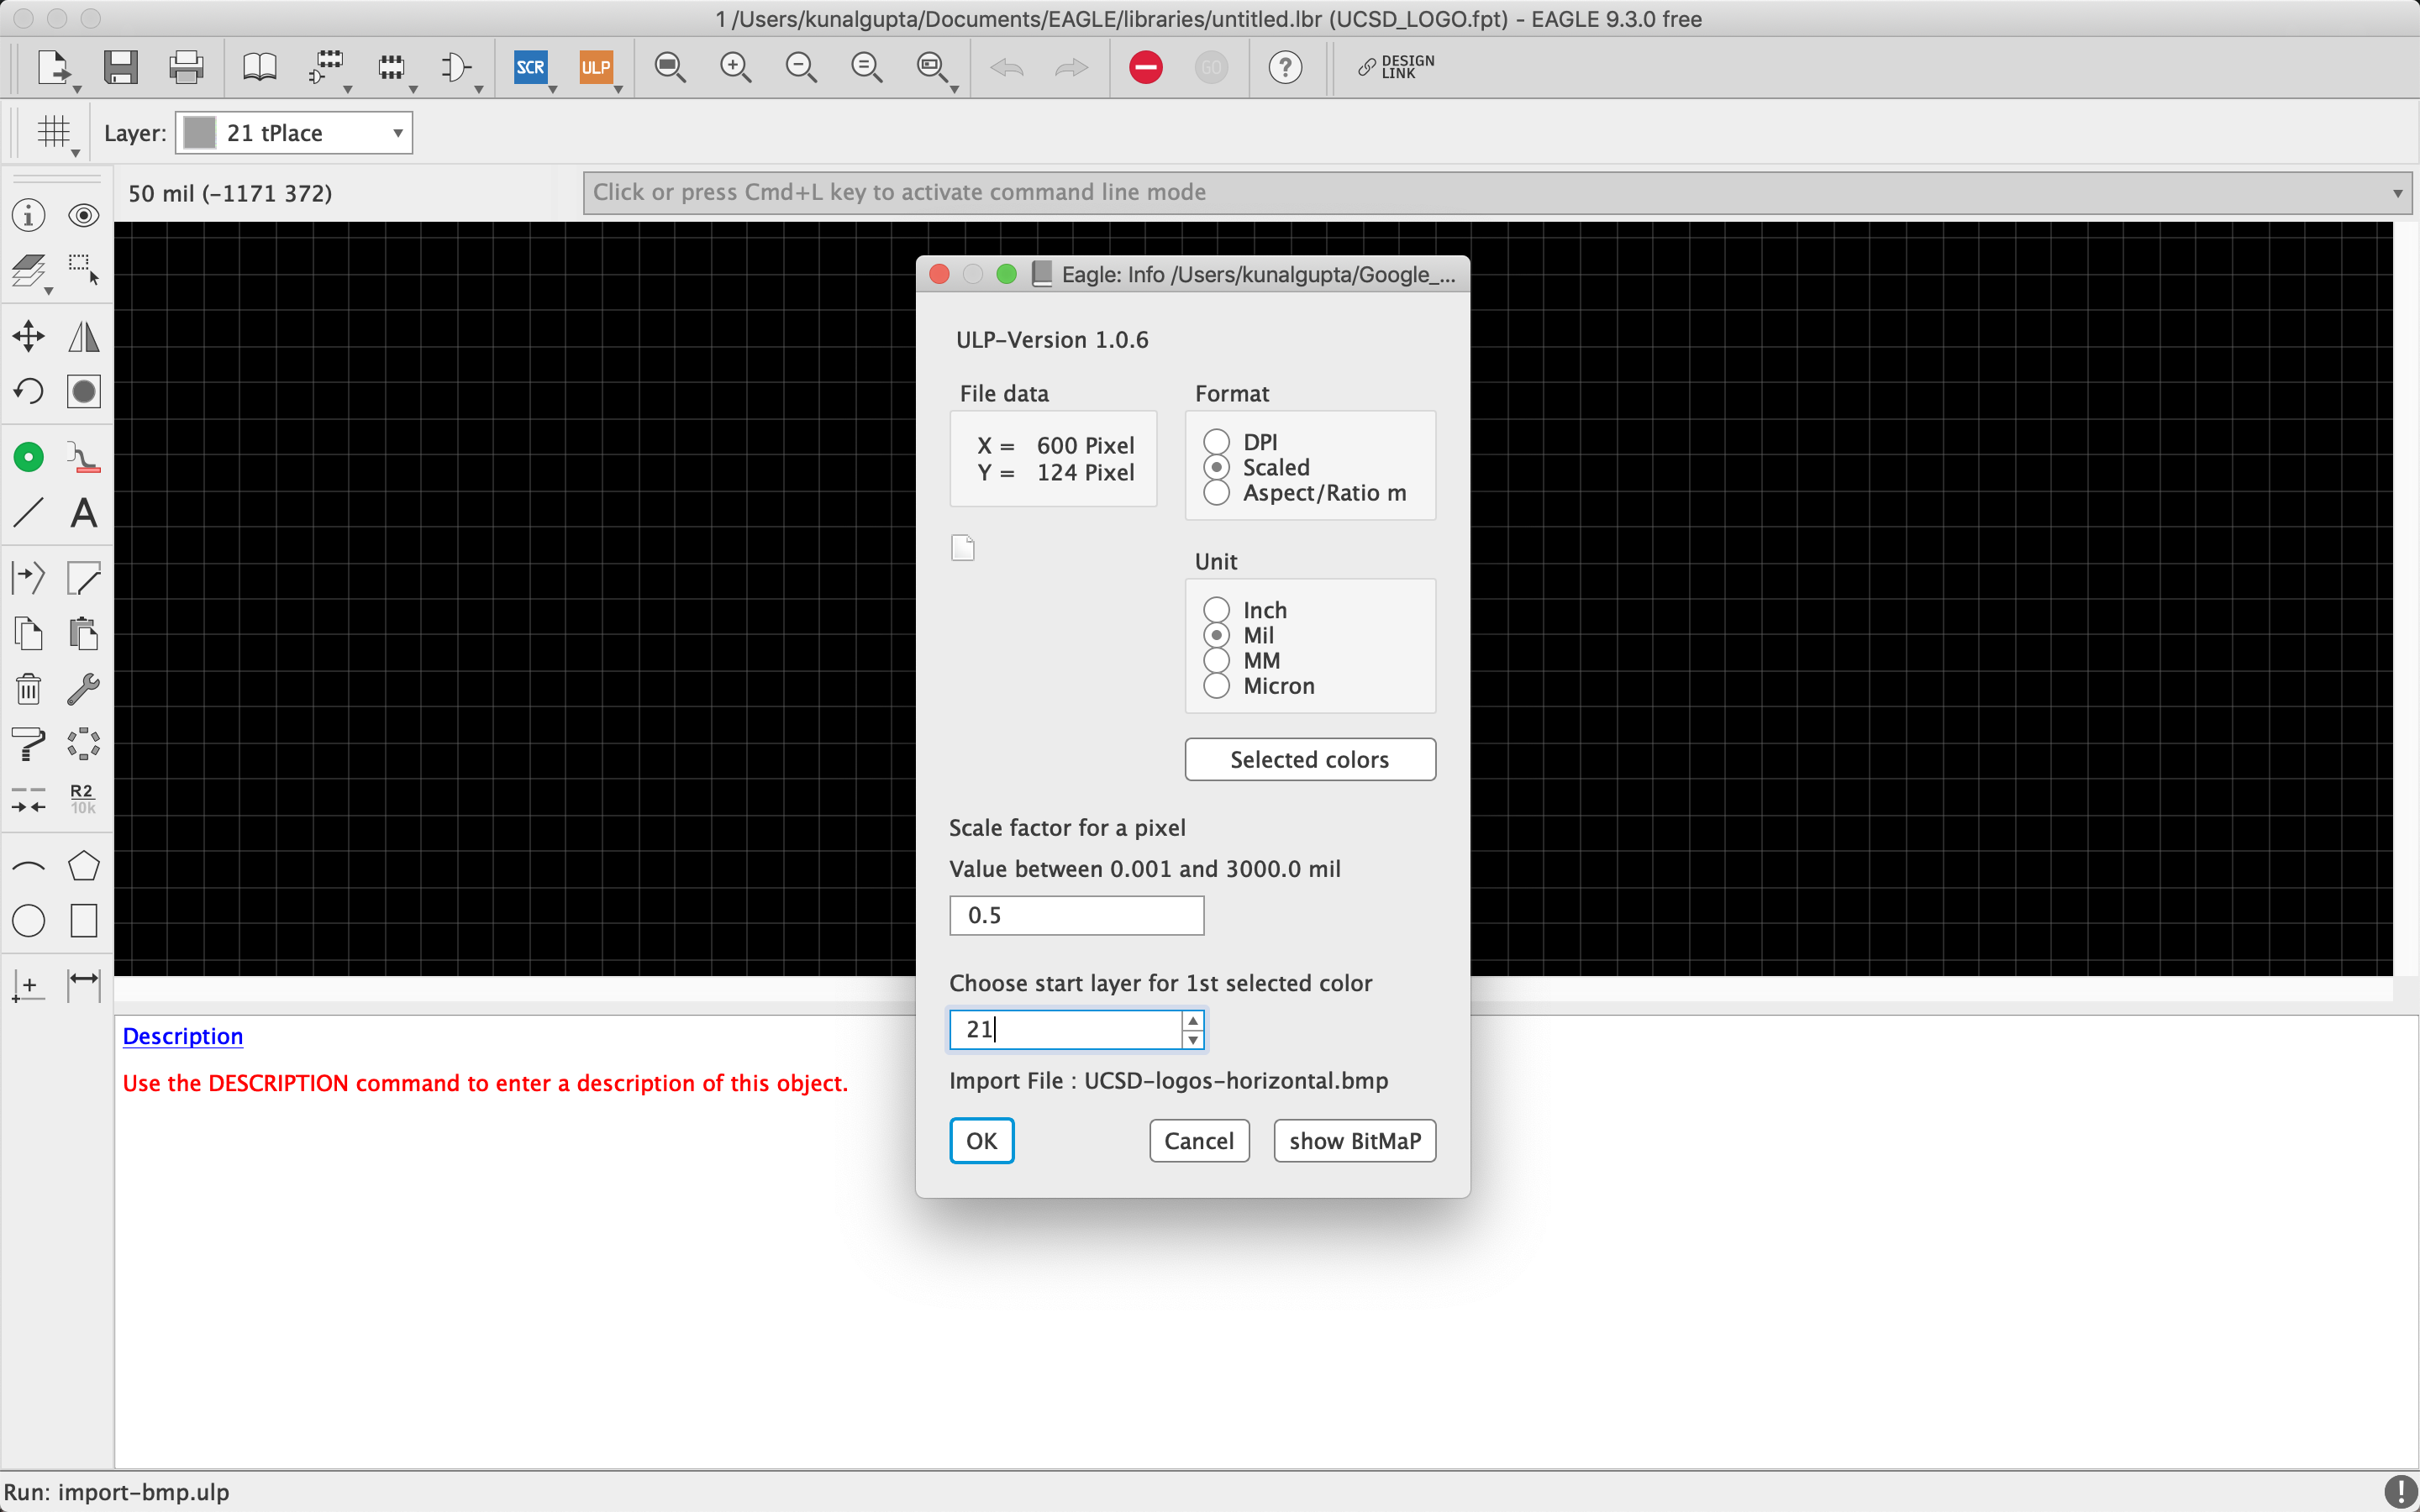 1 /Users/kunalgupta/Documents/EAGLE/libraries/untitled.lbr (UCSD_LOGO.fpt) - EAGLE 9.3.0 free
SCR
ULP
GO
?
DESIGN
LINK
Layer:
21 tPlace
50 mil (-1171 372)
Click or press Cmd+L key to activate command line mode
i
A
R2
10k
Eagle: Info /Users/kunalgupta/Google_...
ULP-Version 1.0.6
File data
X = 600 Pixel
Y = 124 Pixel
Format
DPI
Scaled
Aspect/Ratio m
Unit
Inch
Mil
MM
Micron
Selected colors
Scale factor for a pixel
Value between 0.001 and 3000.0 mil
0.5
Choose start layer for 1st selected color
21
Import File : UCSD-logos-horizontal.bmp
OK
Cancel
show BitMaP
Description
Use the DESCRIPTION command to enter a description of this object.
Run: import-bmp.ulp
!